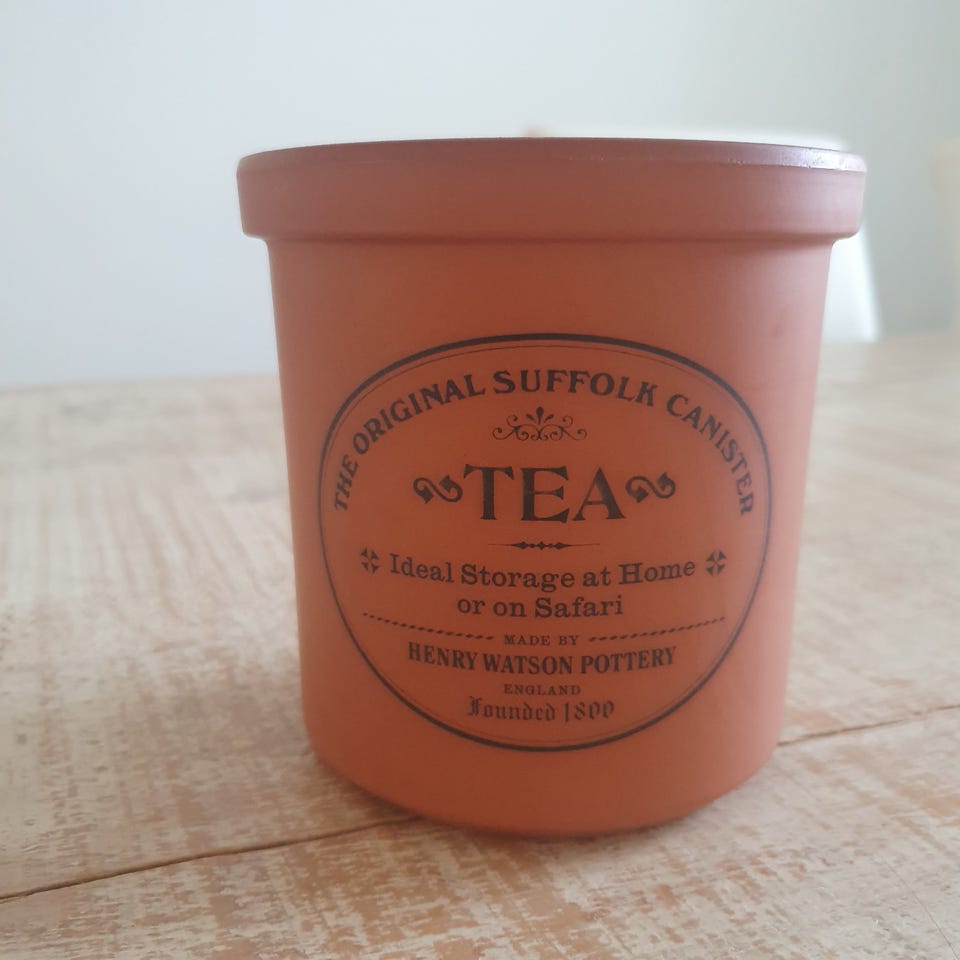 THE ORIGINAL SUFFOLK CANISTER
TEA
Ideal Storage at Home
or on Safari
MADE BY
HENRY WATSON POTTERY
ENGLAND
Founded 1800